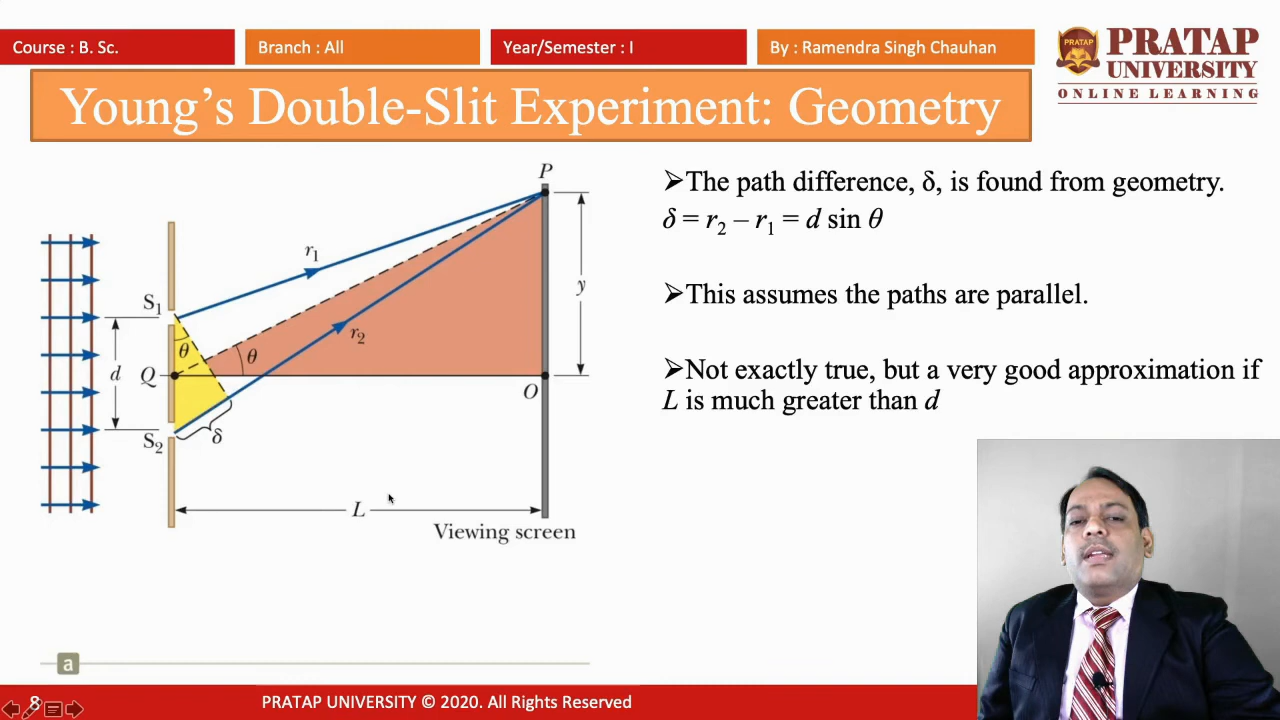 Course : B. Sc.
Branch : All
Year/Semester : I
By : Ramendra Singh Chauhan
PRATAP
PRATAP
UNIVERSITY
ONLINE LEARNING
Young's Double-Slit Experiment: Geometry
P
r₁
S₁
y
r₂
θ
θ
d
Q
O
S₂
δ
L
Viewing screen
a
➢The path difference, δ, is found from geometry.
δ = r₂ – r₁ = d sin θ
➢This assumes the paths are parallel.
➢Not exactly true, but a very good approximation if
L is much greater than d
8
PRATAP UNIVERSITY © 2020. All Rights Reserved